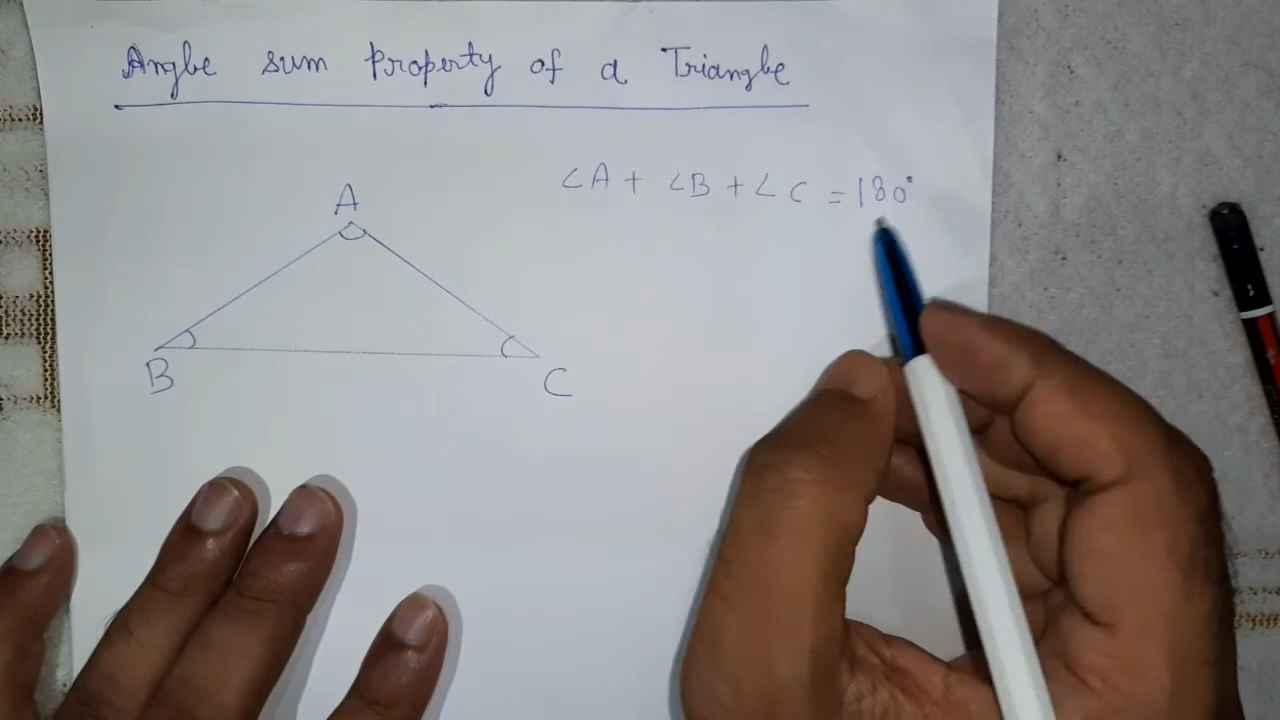 Angle sum Property of a Triangle
∠A + ∠B + ∠C = 180°
A
B
C